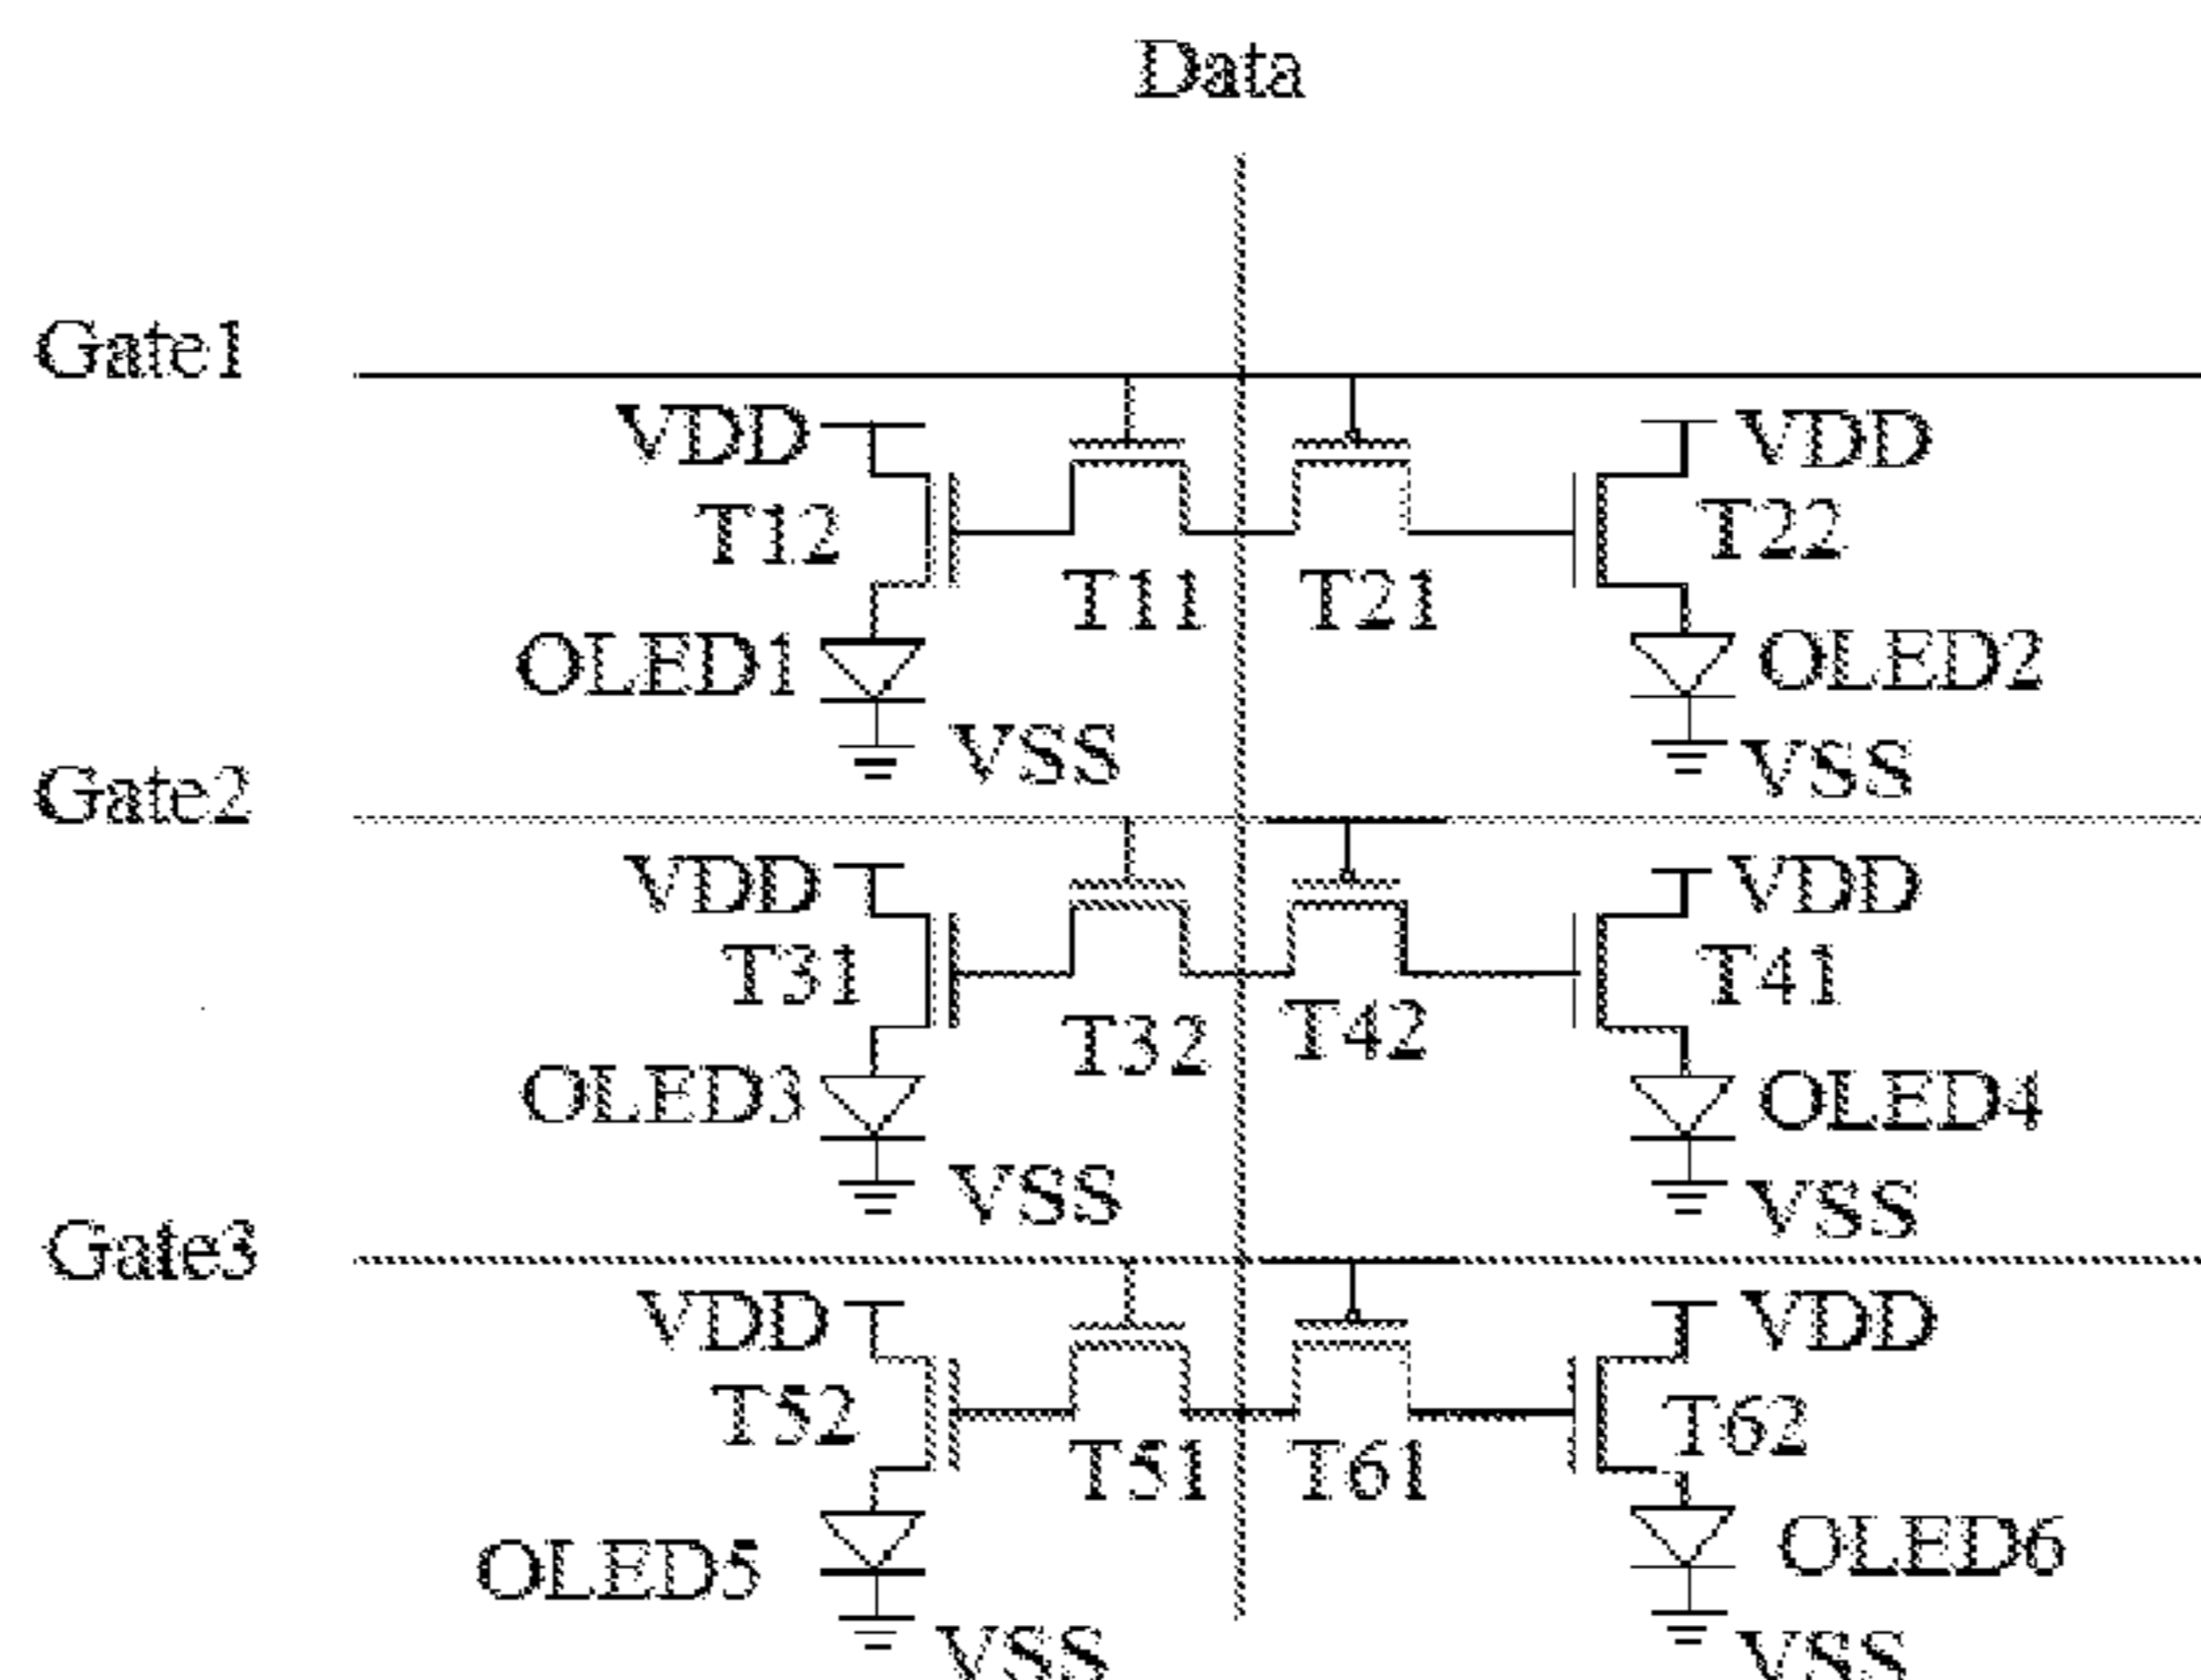 Data
Gate1
VDD VDD
T12 T22
T11 T21
OLED1 OLED2
VSS VSS
Gate2
VDD VDD
T31 T41
T32 T42
OLED3 OLED4
VSS VSS
Gate3
VDD VDD
T52 T62
T51 T61
OLED5 OLED6
VSS VSS